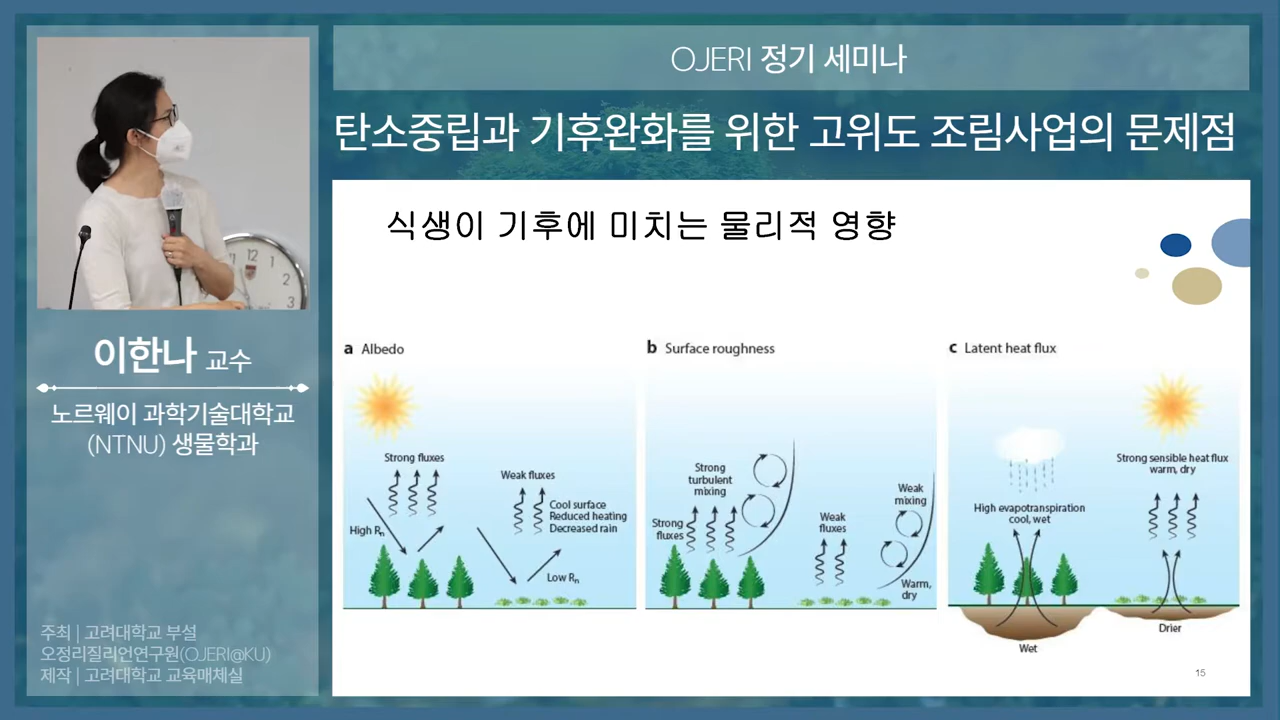 OJERI 정기 세미나
탄소중립과 기후완화를 위한 고위도 조림사업의 문제점
이한나 교수
노르웨이 과학기술대학교
(NTNU) 생물학과
주최 | 고려대학교 부설
오정리질리언연구원(OJERI@KU)
제작 | 고려대학교 교육매체실
식생이 기후에 미치는 물리적 영향
a Albedo
Strong fluxes
High Rn
Weak fluxes
Cool surface
Reduced heating
Decreased rain
Low Rn
b Surface roughness
Strong
turbulent
mixing
Strong
fluxes
Weak
fluxes
Weak
mixing
Warm,
dry
c Latent heat flux
High evapotranspiration
cool, wet
Wet
Strong sensible heat flux
warm, dry
Drier
15
12
1
2
3
4